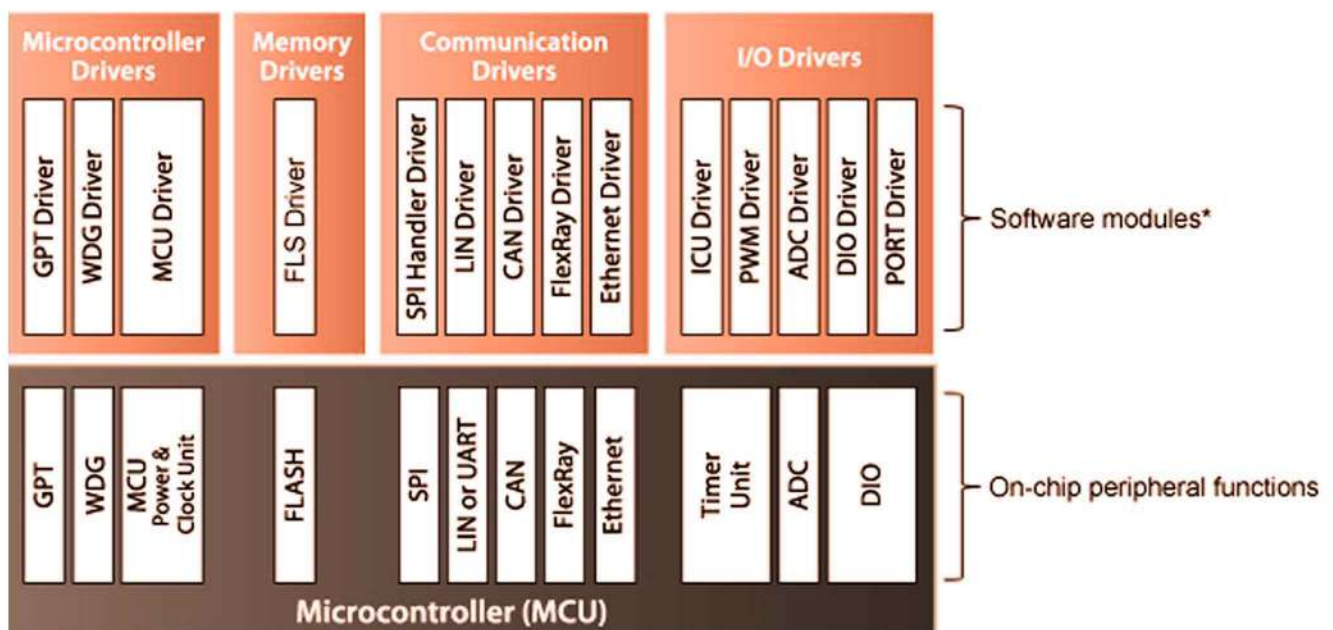 Microcontroller
Drivers
Memory
Drivers
Communication
Drivers
I/O Drivers
GPT Driver
WDG Driver
MCU Driver
FLS Driver
SPI Handler Driver
LIN Driver
CAN Driver
FlexRay Driver
Ethernet Driver
ICU Driver
PWM Driver
ADC Driver
DIO Driver
PORT Driver
Software modules*
GPT
WDG
MCU
Power &
Clock Unit
FLASH
SPI
LIN or UART
CAN
FlexRay
Ethernet
Timer
Unit
ADC
DIO
On-chip peripheral functions
Microcontroller (MCU)